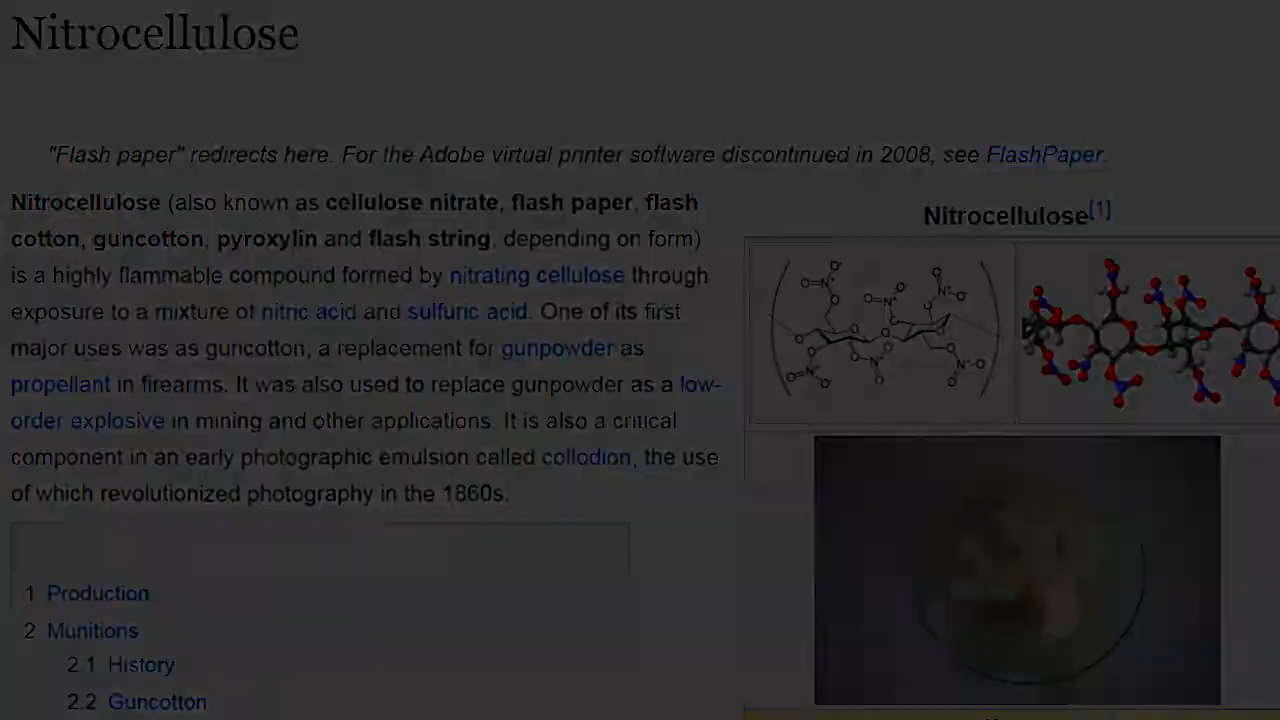 Nitrocellulose
"Flash paper" redirects here. For the Adobe virtual printer software discontinued in 2008, see FlashPaper.
Nitrocellulose (also known as cellulose nitrate, flash paper, flash
cotton, guncotton, pyroxylin and flash string, depending on form)
is a highly flammable compound formed by nitrating cellulose through
exposure to a mixture of nitric acid and sulfuric acid. One of its first
major uses was as guncotton, a replacement for gunpowder as
propellant in firearms. It was also used to replace gunpowder as a low-
order explosive in mining and other applications. It is also a critical
component in an early photographic emulsion called collodion, the use
of which revolutionized photography in the 1860s.
1 Production
2 Munitions
2.1 History
2.2 Guncotton
Nitrocellulose[1]